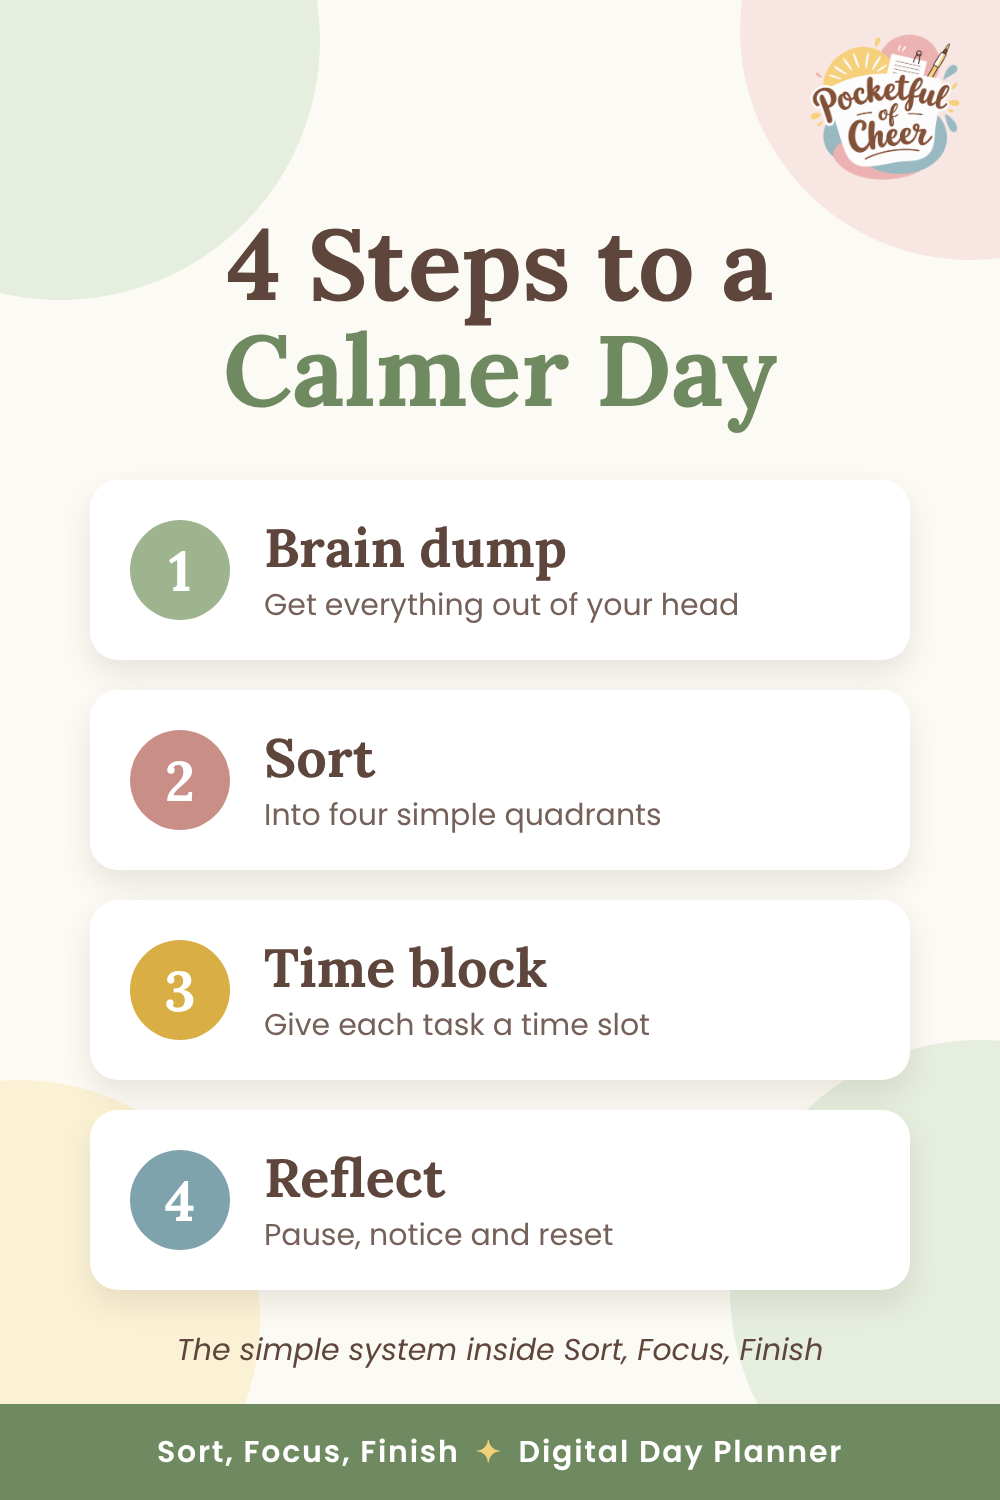 Pocketful
of
Cheer
4 Steps to a
Calmer Day
1
Brain dump
Get everything out of your head
2
Sort
Into four simple quadrants
3
Time block
Give each task a time slot
4
Reflect
Pause, notice and reset
The simple system inside Sort, Focus, Finish
Sort, Focus, Finish ✦ Digital Day Planner